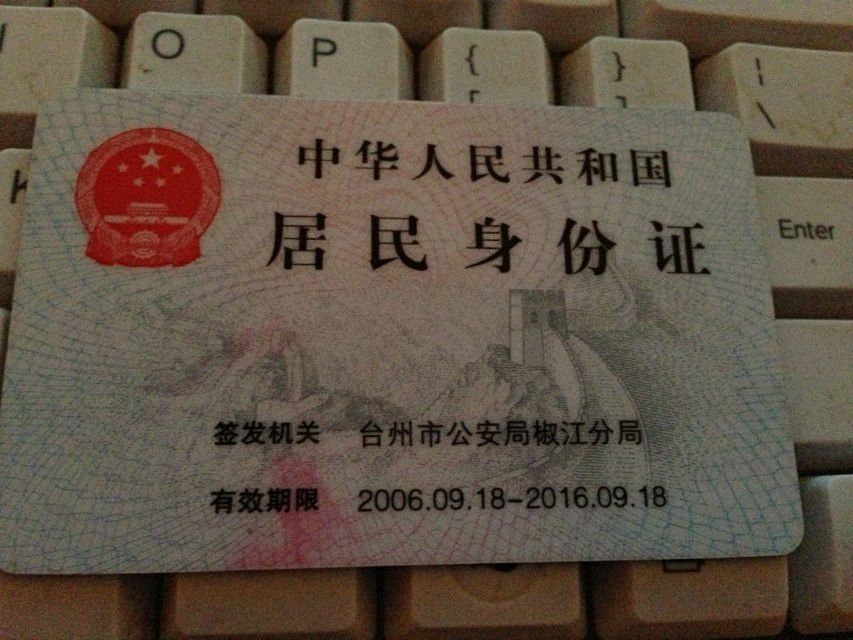 O P { }
[ ]
| \
K
中华人民共和国
居民身份证
Enter
签发机关 台州市公安局椒江分局
有效期限 2006.09.18-2016.09.18